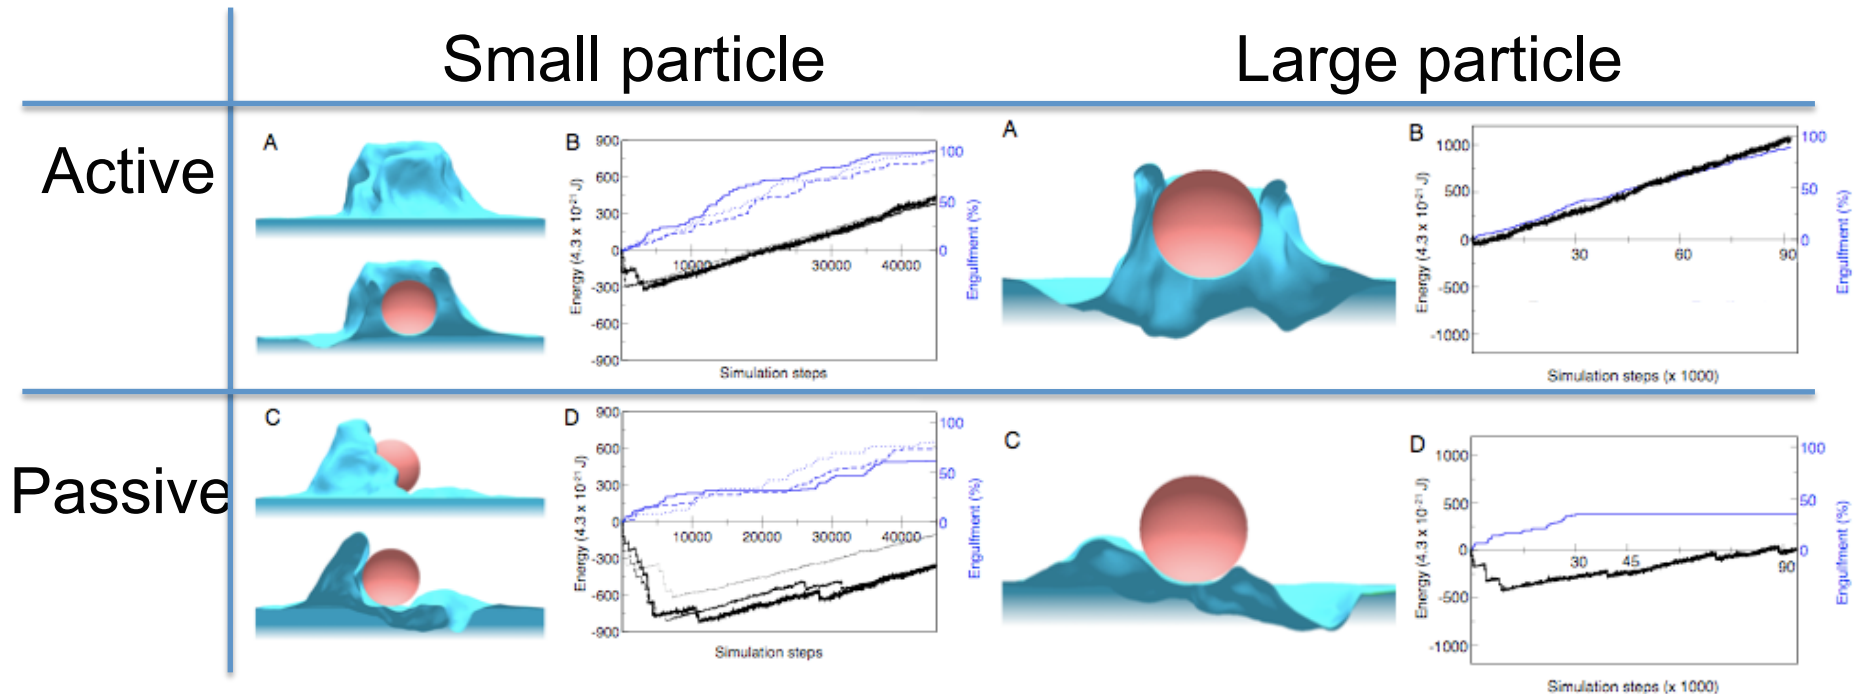 Small particle
Large particle
Active
A
B
900
600
300
0
-300
-600
-900
Energy (4.3 x 10⁻²¹ J)
10000
30000
40000
100
50
0
Engulfment (%)
Simulation steps
A
B
1000
500
0
-500
-1000
Energy (4.3 x 10⁻²¹ J)
30
60
90
100
50
0
Engulfment (%)
Simulation steps (x 1000)
Passive
C
D
900
600
300
0
-300
-600
-900
Energy (4.3 x 10⁻²¹ J)
10000
20000
30000
40000
100
50
0
Engulfment (%)
Simulation steps
C
D
1000
500
0
-500
-1000
Energy (4.3 x 10⁻²¹ J)
30
45
90
100
50
0
Engulfment (%)
Simulation steps (x 1000)